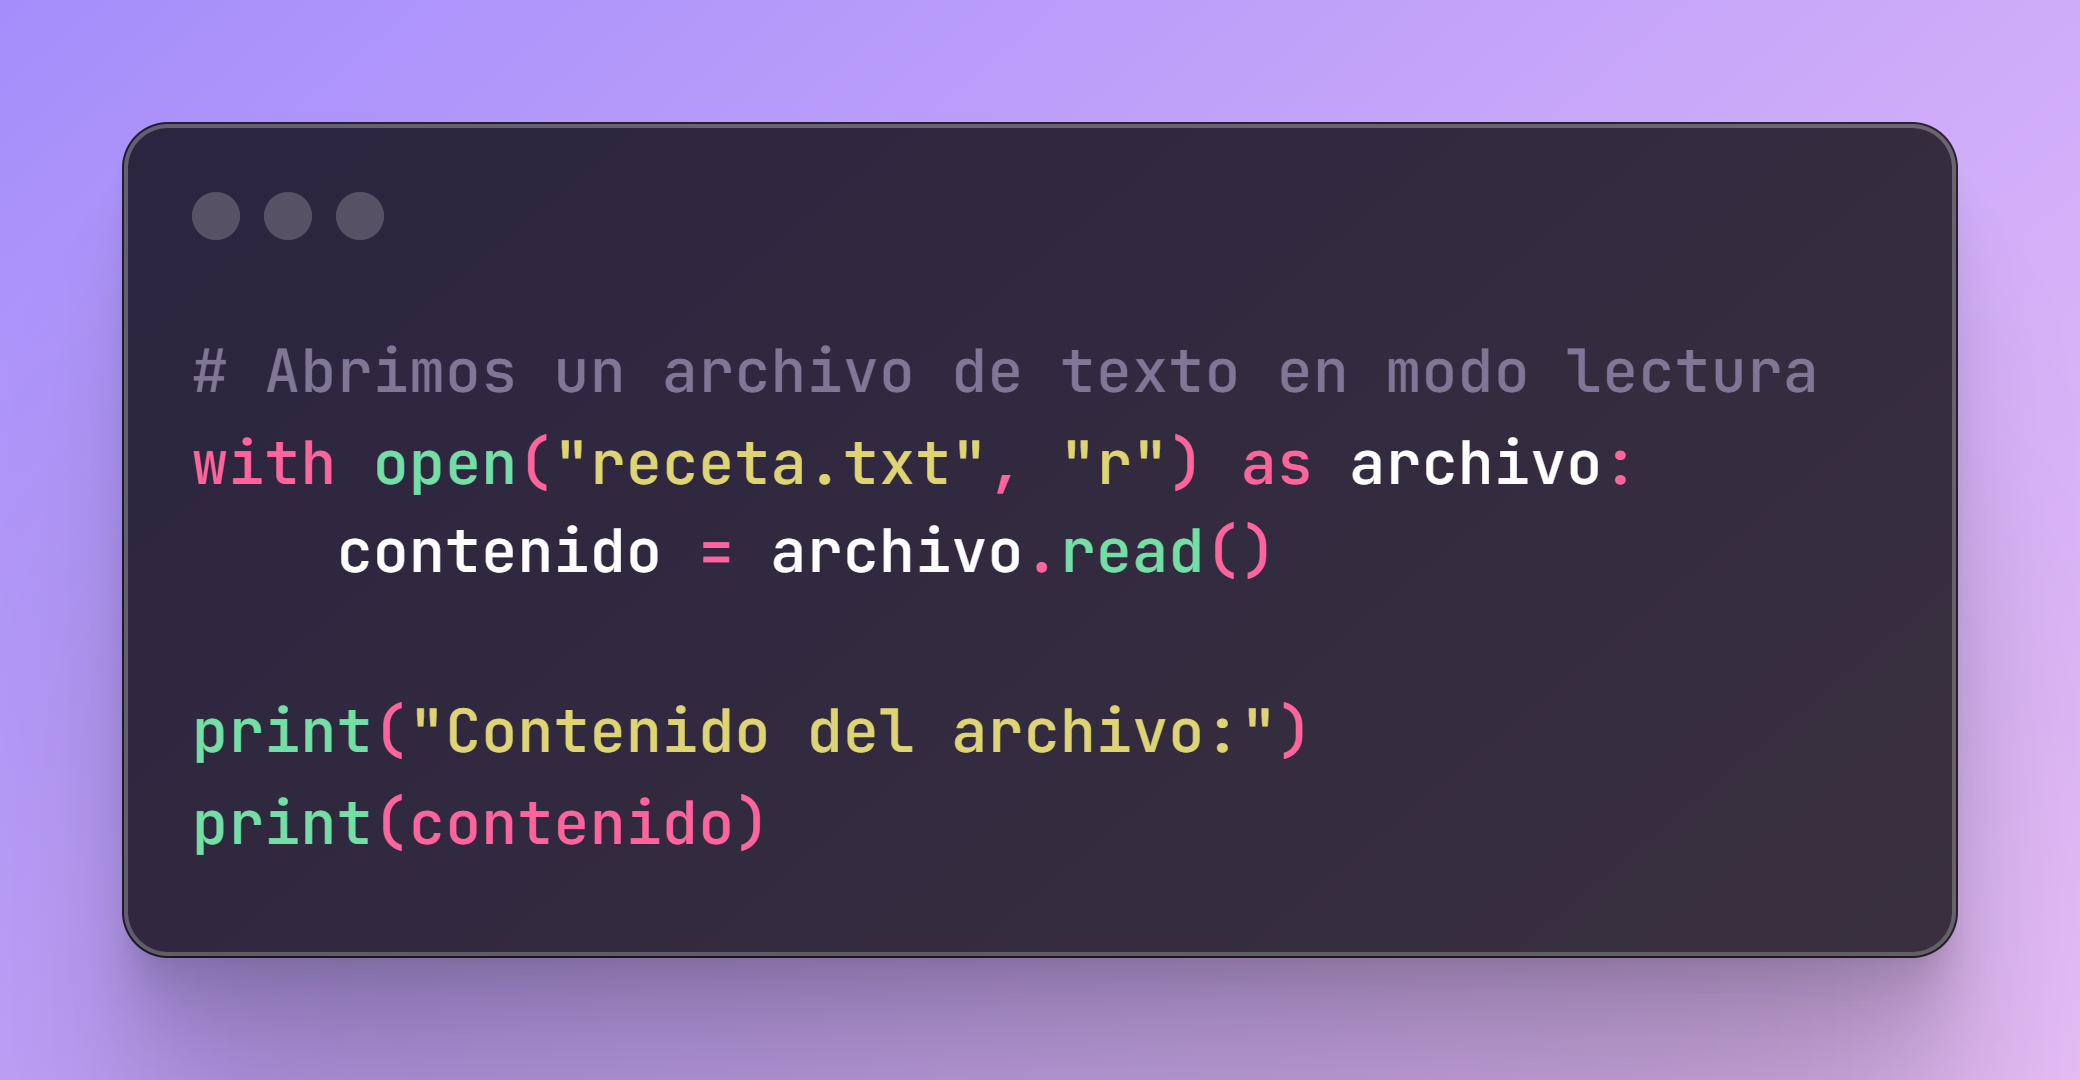 # Abrimos un archivo de texto en modo lectura
with open("receta.txt", "r") as archivo:
    contenido = archivo.read()

print("Contenido del archivo:")
print(contenido)